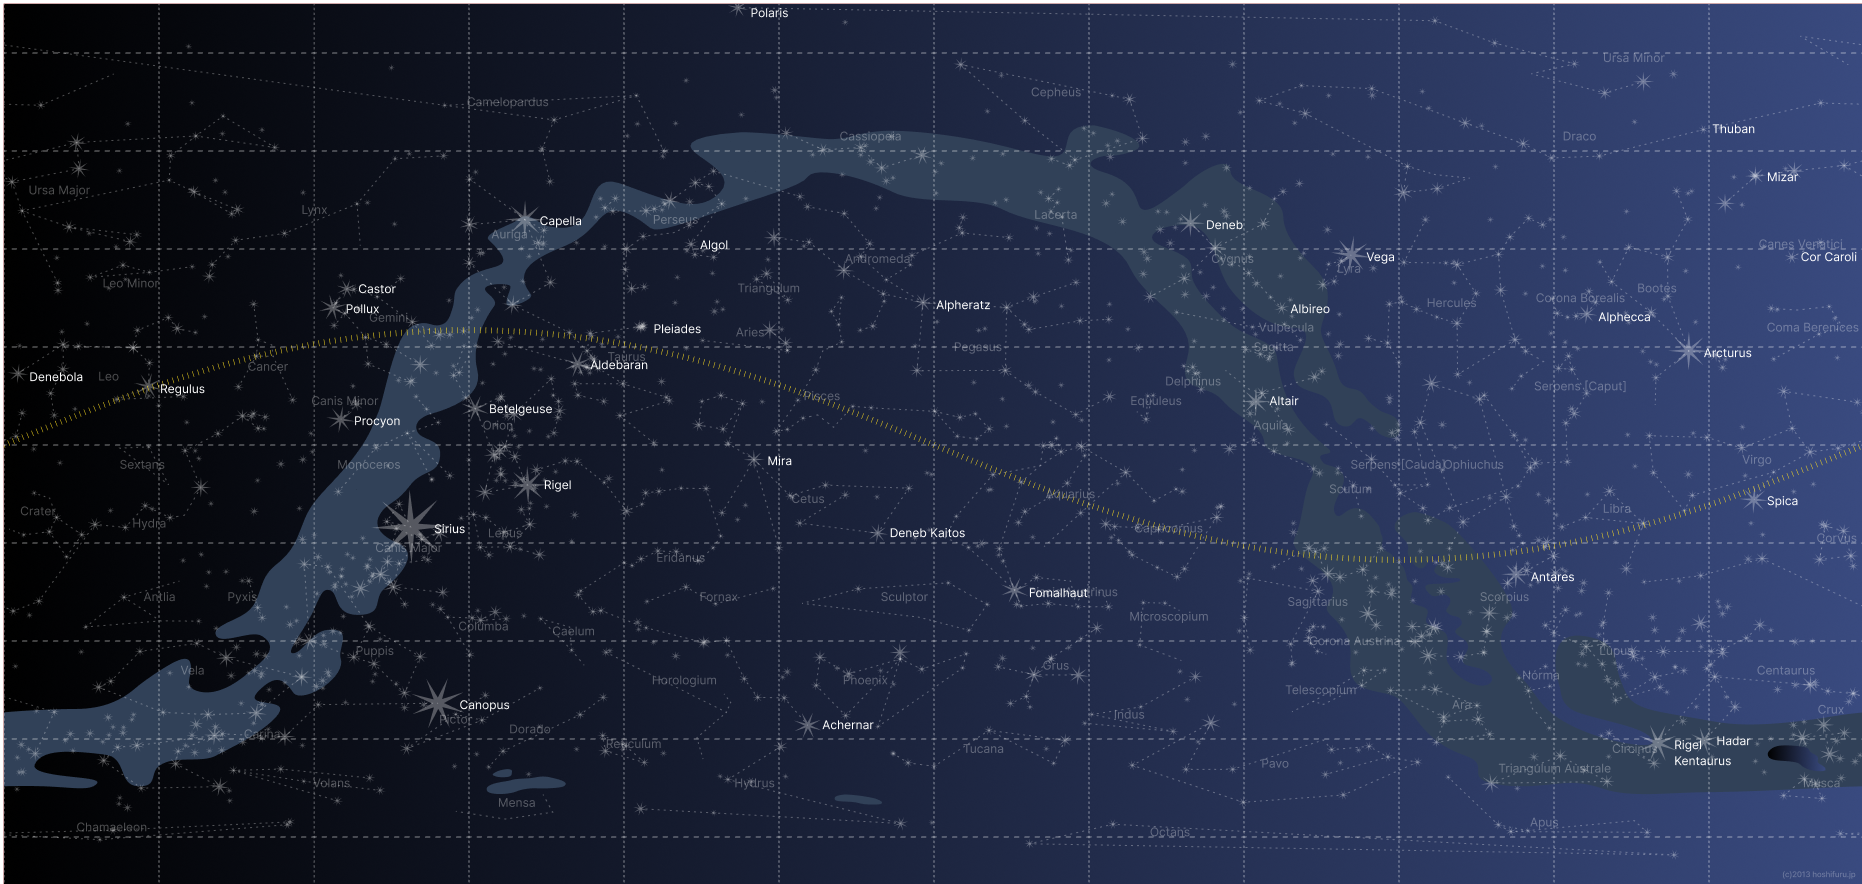 Polaris
Ursa Minor
Cepheus
Camelopardus
Thuban
Cassiopeia
Draco
Mizar
Ursa Major
Lynx
Lacerta
Perseus
Capella
Deneb
Auriga
Algol
Canes Venatici
Andromeda
Cygnus
Vega
Cor Caroli
Lyra
Leo Minor
Castor
Triangulum
Bootes
Corona Borealis
Hercules
Alpheratz
Pollux
Albireo
Gemini
Alphecca
Pleiades
Vulpecula
Coma Berenices
Aries
Pegasus
Sagitta
Arcturus
Taurus
Aldebaran
Cancer
Denebola
Leo
Delphinus
Serpens [Caput]
Regulus
Pisces
Canis Minor
Equuleus
Altair
Betelgeuse
Procyon
Orion
Aquila
Mira
Virgo
Sextans
Monoceros
Serpens [Cauda]
Ophiuchus
Rigel
Scutum
Aquarius
Cetus
Spica
Libra
Crater
Hydra
Sirius
Lepus
Deneb Kaitos
Capricornus
Corvus
Canis Major
Eridanus
Antares
Fomalhaut
Antlia
Pyxis
Fornax
Sculptor
Scorpius
Sagittarius
Microscopium
Columba
Caelum
Corona Austrina
Puppis
Lupus
Grus
Vela
Centaurus
Norma
Horologium
Phoenix
Telescopium
Canopus
Ara
Crux
Pictor
Indus
Achernar
Dorado
Carina
Hadar
Reticulum
Rigel
Kentaurus
Tucana
Circinus
Pavo
Triangulum Australe
Volans
Hydrus
Musca
Mensa
Apus
Chamaeleon
Octans
(c)2013 hoshifuru.jp